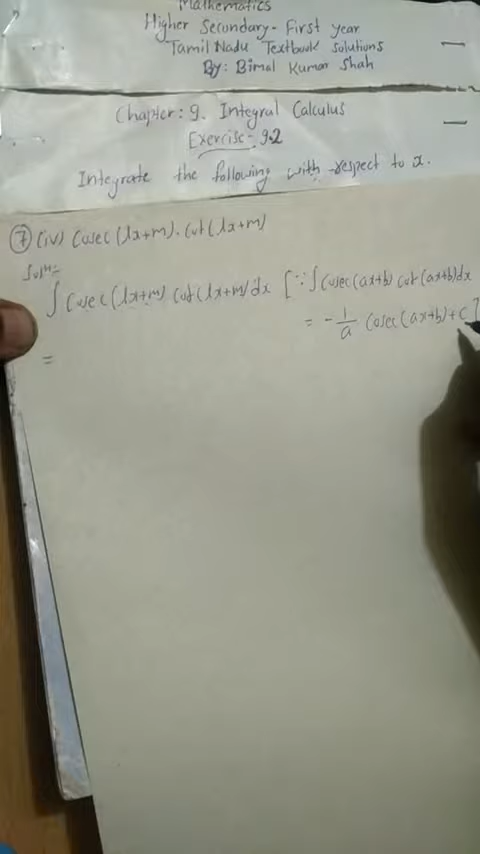 Mathematics
Higher Secondary - First year
Tamil Nadu Textbook Solutions
By: Bimal Kumar Shah
Chapter: 9. Integral Calculus
Exercise - 9.2
Integrate the following with respect to x.
⑦ (iv) Cosec (lx+m). Cot (lx+m)
Solⁿ:-
∫ Cosec (lx+m) Cot (lx+m) dx [∵ ∫ Cosec (ax+b) cot (ax+b) dx
= -1/a Cosec (ax+b) + C]
=